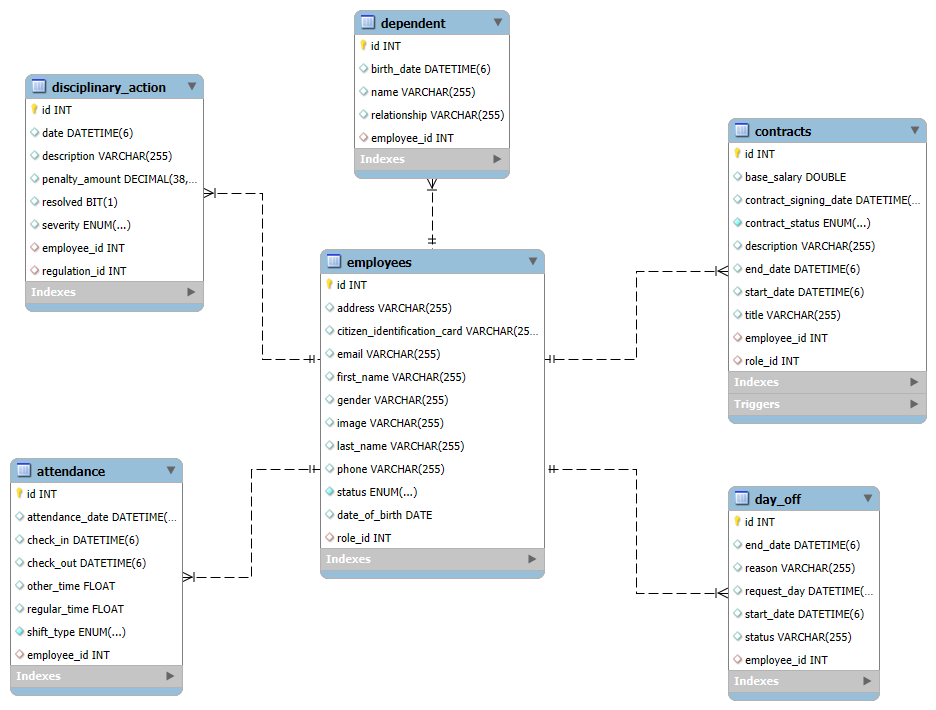 dependent
id INT
birth_date DATETIME(6)
name VARCHAR(255)
relationship VARCHAR(255)
employee_id INT
Indexes
disciplinary_action
id INT
date DATETIME(6)
description VARCHAR(255)
penalty_amount DECIMAL(38,...
resolved BIT(1)
severity ENUM(...)
employee_id INT
regulation_id INT
Indexes
contracts
id INT
base_salary DOUBLE
contract_signing_date DATETIME(...
contract_status ENUM(...)
description VARCHAR(255)
end_date DATETIME(6)
start_date DATETIME(6)
title VARCHAR(255)
employee_id INT
role_id INT
Indexes
Triggers
employees
id INT
address VARCHAR(255)
citizen_identification_card VARCHAR(25...
email VARCHAR(255)
first_name VARCHAR(255)
gender VARCHAR(255)
image VARCHAR(255)
last_name VARCHAR(255)
phone VARCHAR(255)
status ENUM(...)
date_of_birth DATE
role_id INT
Indexes
attendance
id INT
attendance_date DATETIME(...
check_in DATETIME(6)
check_out DATETIME(6)
other_time FLOAT
regular_time FLOAT
shift_type ENUM(...)
employee_id INT
Indexes
day_off
id INT
end_date DATETIME(6)
reason VARCHAR(255)
request_day DATETIME(...
start_date DATETIME(6)
status VARCHAR(255)
employee_id INT
Indexes